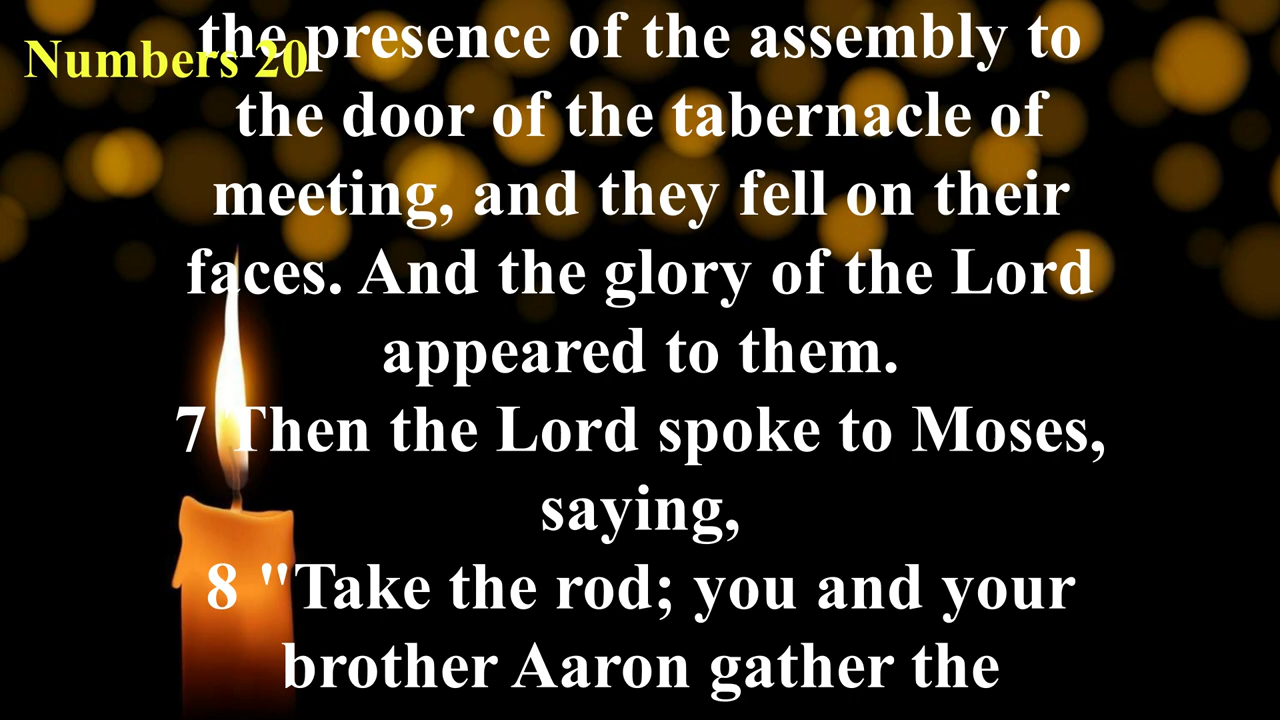 Numbers 20
the presence of the assembly to
the door of the tabernacle of
meeting, and they fell on their
faces. And the glory of the Lord
appeared to them.
7 Then the Lord spoke to Moses,
saying,
8 "Take the rod; you and your
brother Aaron gather the